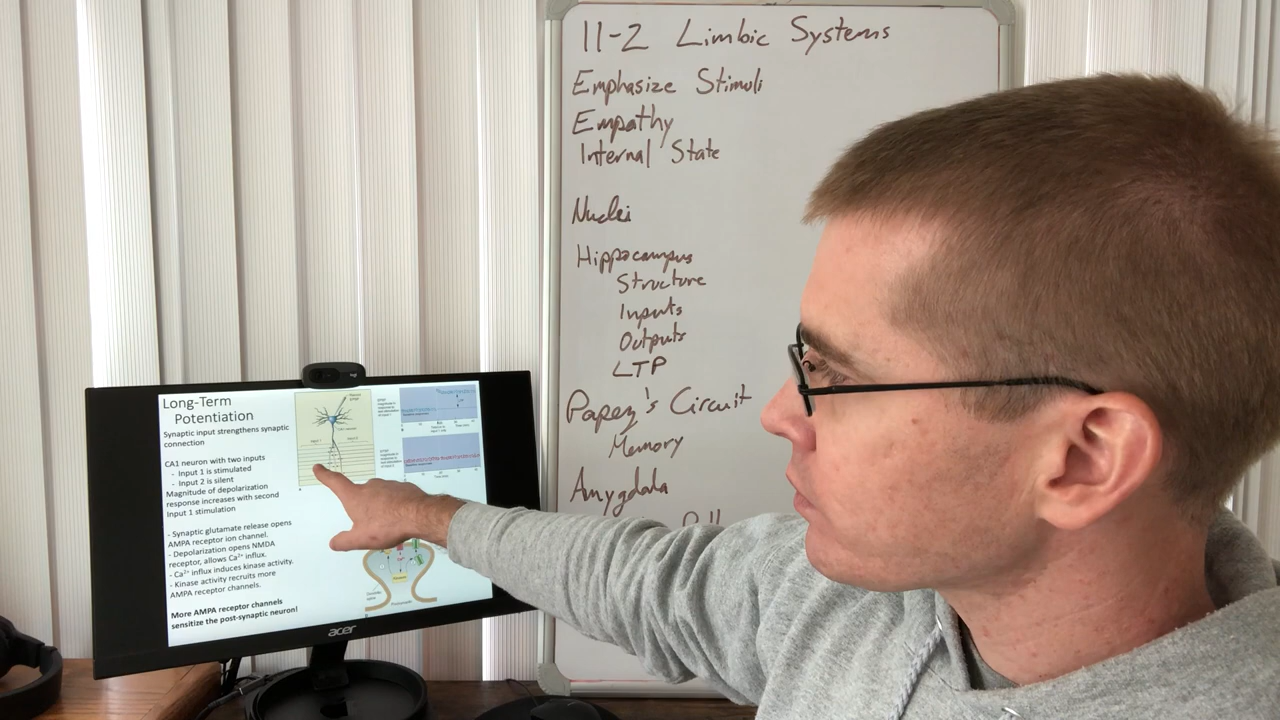 11-2 Limbic Systems
Emphasize Stimuli
Empathy
Internal State
Nuclei
Hippocampus
Structure
Inputs
Outputs
LTP
Papez's Circuit
Memory
Amygdala
Long-Term
Potentiation
Synaptic input strengthens synaptic
connection
CA1 neuron with two inputs
- Input 1 is stimulated
- Input 2 is silent
Magnitude of depolarization
response increases with second
Input 1 stimulation
- Synaptic glutamate release opens
AMPA receptor ion channel.
- Depolarization opens NMDA
receptor, allows Ca²⁺ influx.
- Ca²⁺ influx induces kinase activity.
- Kinase activity recruits more
AMPA receptor channels.
More AMPA receptor channels
sensitize the post-synaptic neuron!
acer